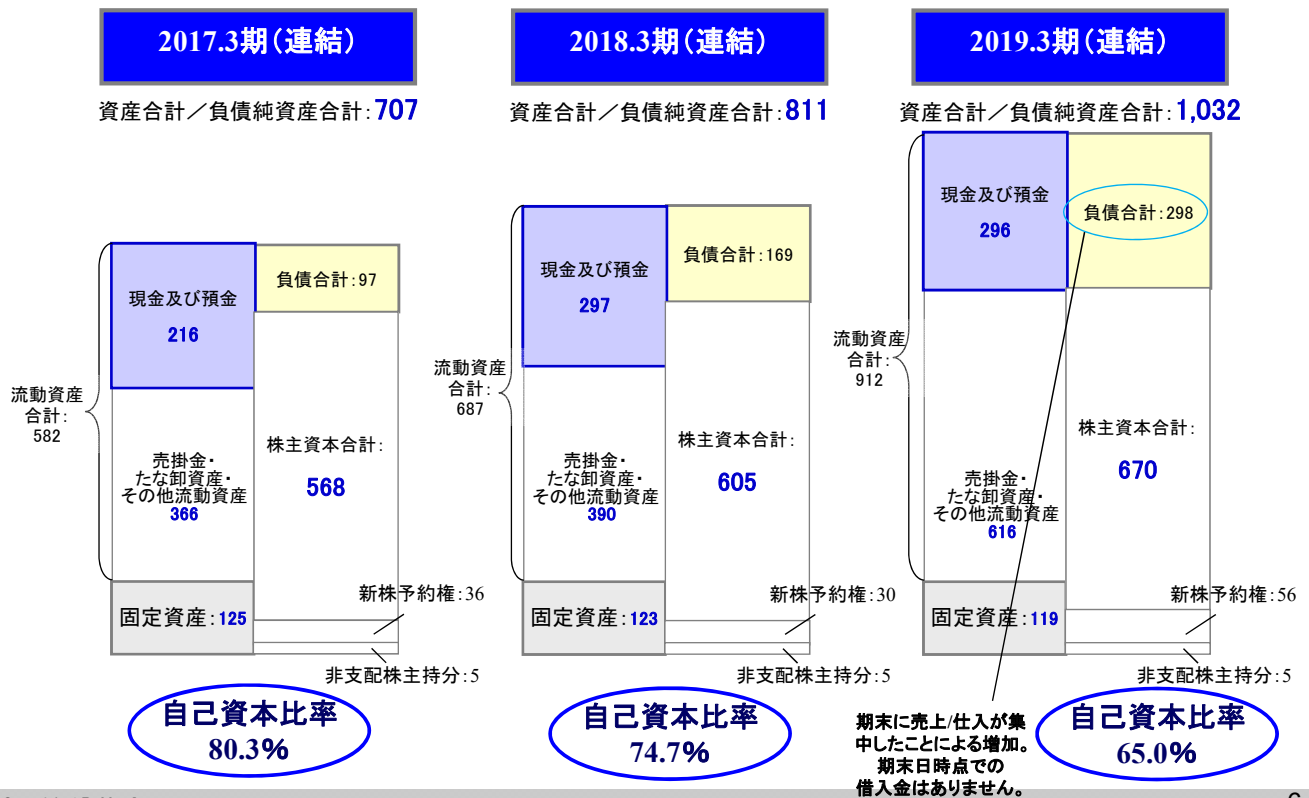 2017.3期(連結)
資産合計/負債純資産合計:707
現金及び預金
216
負債合計:97
流動資産
合計:
582
売掛金・
たな卸資産・
その他流動資産
366
株主資本合計:
568
固定資産:125
新株予約権:36
非支配株主持分:5
自己資本比率
80.3%
2018.3期(連結)
資産合計/負債純資産合計:811
現金及び預金
297
負債合計:169
流動資産
合計:
687
売掛金・
たな卸資産・
その他流動資産
390
株主資本合計:
605
固定資産:123
新株予約権:30
非支配株主持分:5
自己資本比率
74.7%
2019.3期(連結)
資産合計/負債純資産合計:1,032
現金及び預金
296
負債合計:298
流動資産
合計:
912
売掛金・
たな卸資産・
その他流動資産
616
株主資本合計:
670
固定資産:119
新株予約権:56
非支配株主持分:5
期末に売上/仕入が集
中したことによる増加。
期末日時点での
借入金はありません。
自己資本比率
65.0%